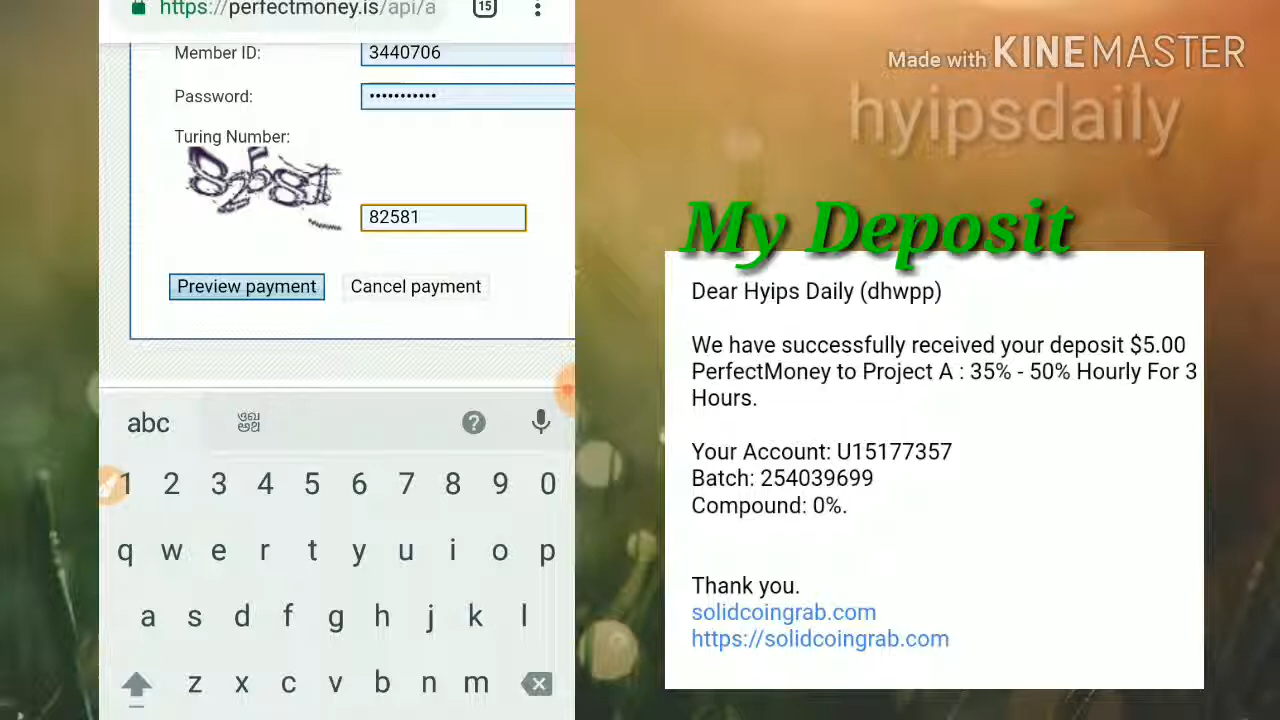 https://perfectmoney.is/api/a
15
Member ID:
3440706
Password:
•••••••••••
Turing Number:
82581
82581
Preview payment
Cancel payment
abc
?
1 2 3 4 5 6 7 8 9 0
q w e r t y u i o p
a s d f g h j k l
z x c v b n m
Made with KINEMASTER
hyipsdaily
My Deposit
Dear Hyips Daily (dhwpp)
We have successfully received your deposit $5.00
PerfectMoney to Project A : 35% - 50% Hourly For 3
Hours.
Your Account: U15177357
Batch: 254039699
Compound: 0%.
Thank you.
solidcoingrab.com
https://solidcoingrab.com